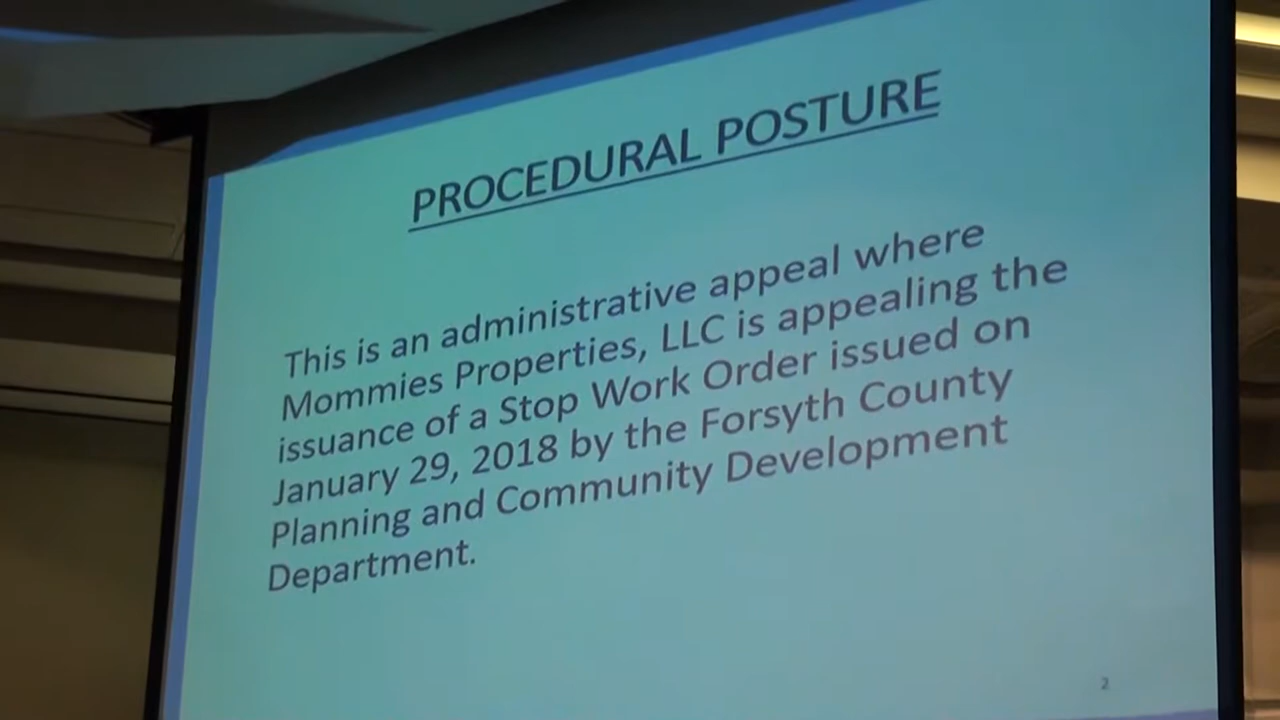 PROCEDURAL POSTURE
This is an administrative appeal where
Mommies Properties, LLC is appealing the
issuance of a Stop Work Order issued on
January 29, 2018 by the Forsyth County
Planning and Community Development
Department.
2